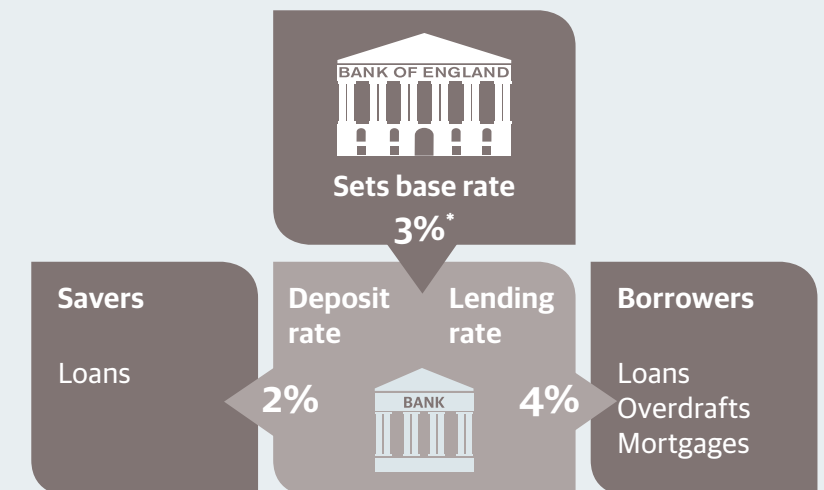 BANK OF ENGLAND
Sets base rate
3%*
Savers
Loans
Deposit
rate
2%
Lending
rate
4%
BANK
Borrowers
Loans
Overdrafts
Mortgages